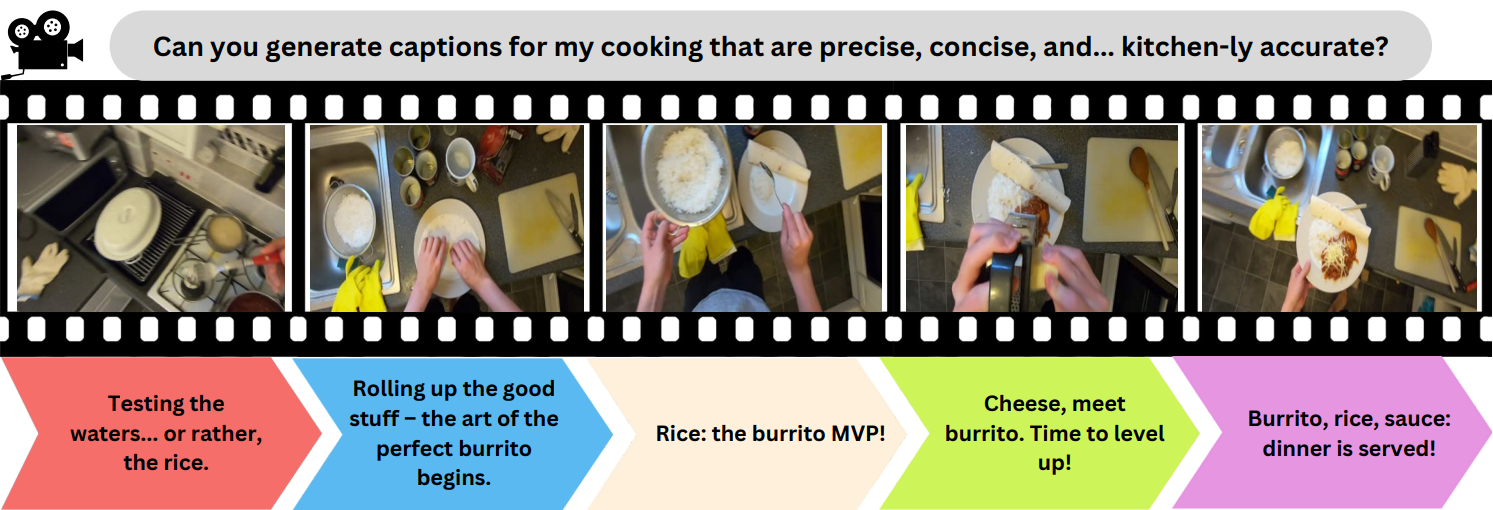 Can you generate captions for my cooking that are precise, concise, and... kitchen-ly accurate?
Testing the
waters... or rather,
the rice.
Rolling up the good
stuff – the art of the
perfect burrito
begins.
Rice: the burrito MVP!
Cheese, meet
burrito. Time to level
up!
Burrito, rice, sauce:
dinner is served!